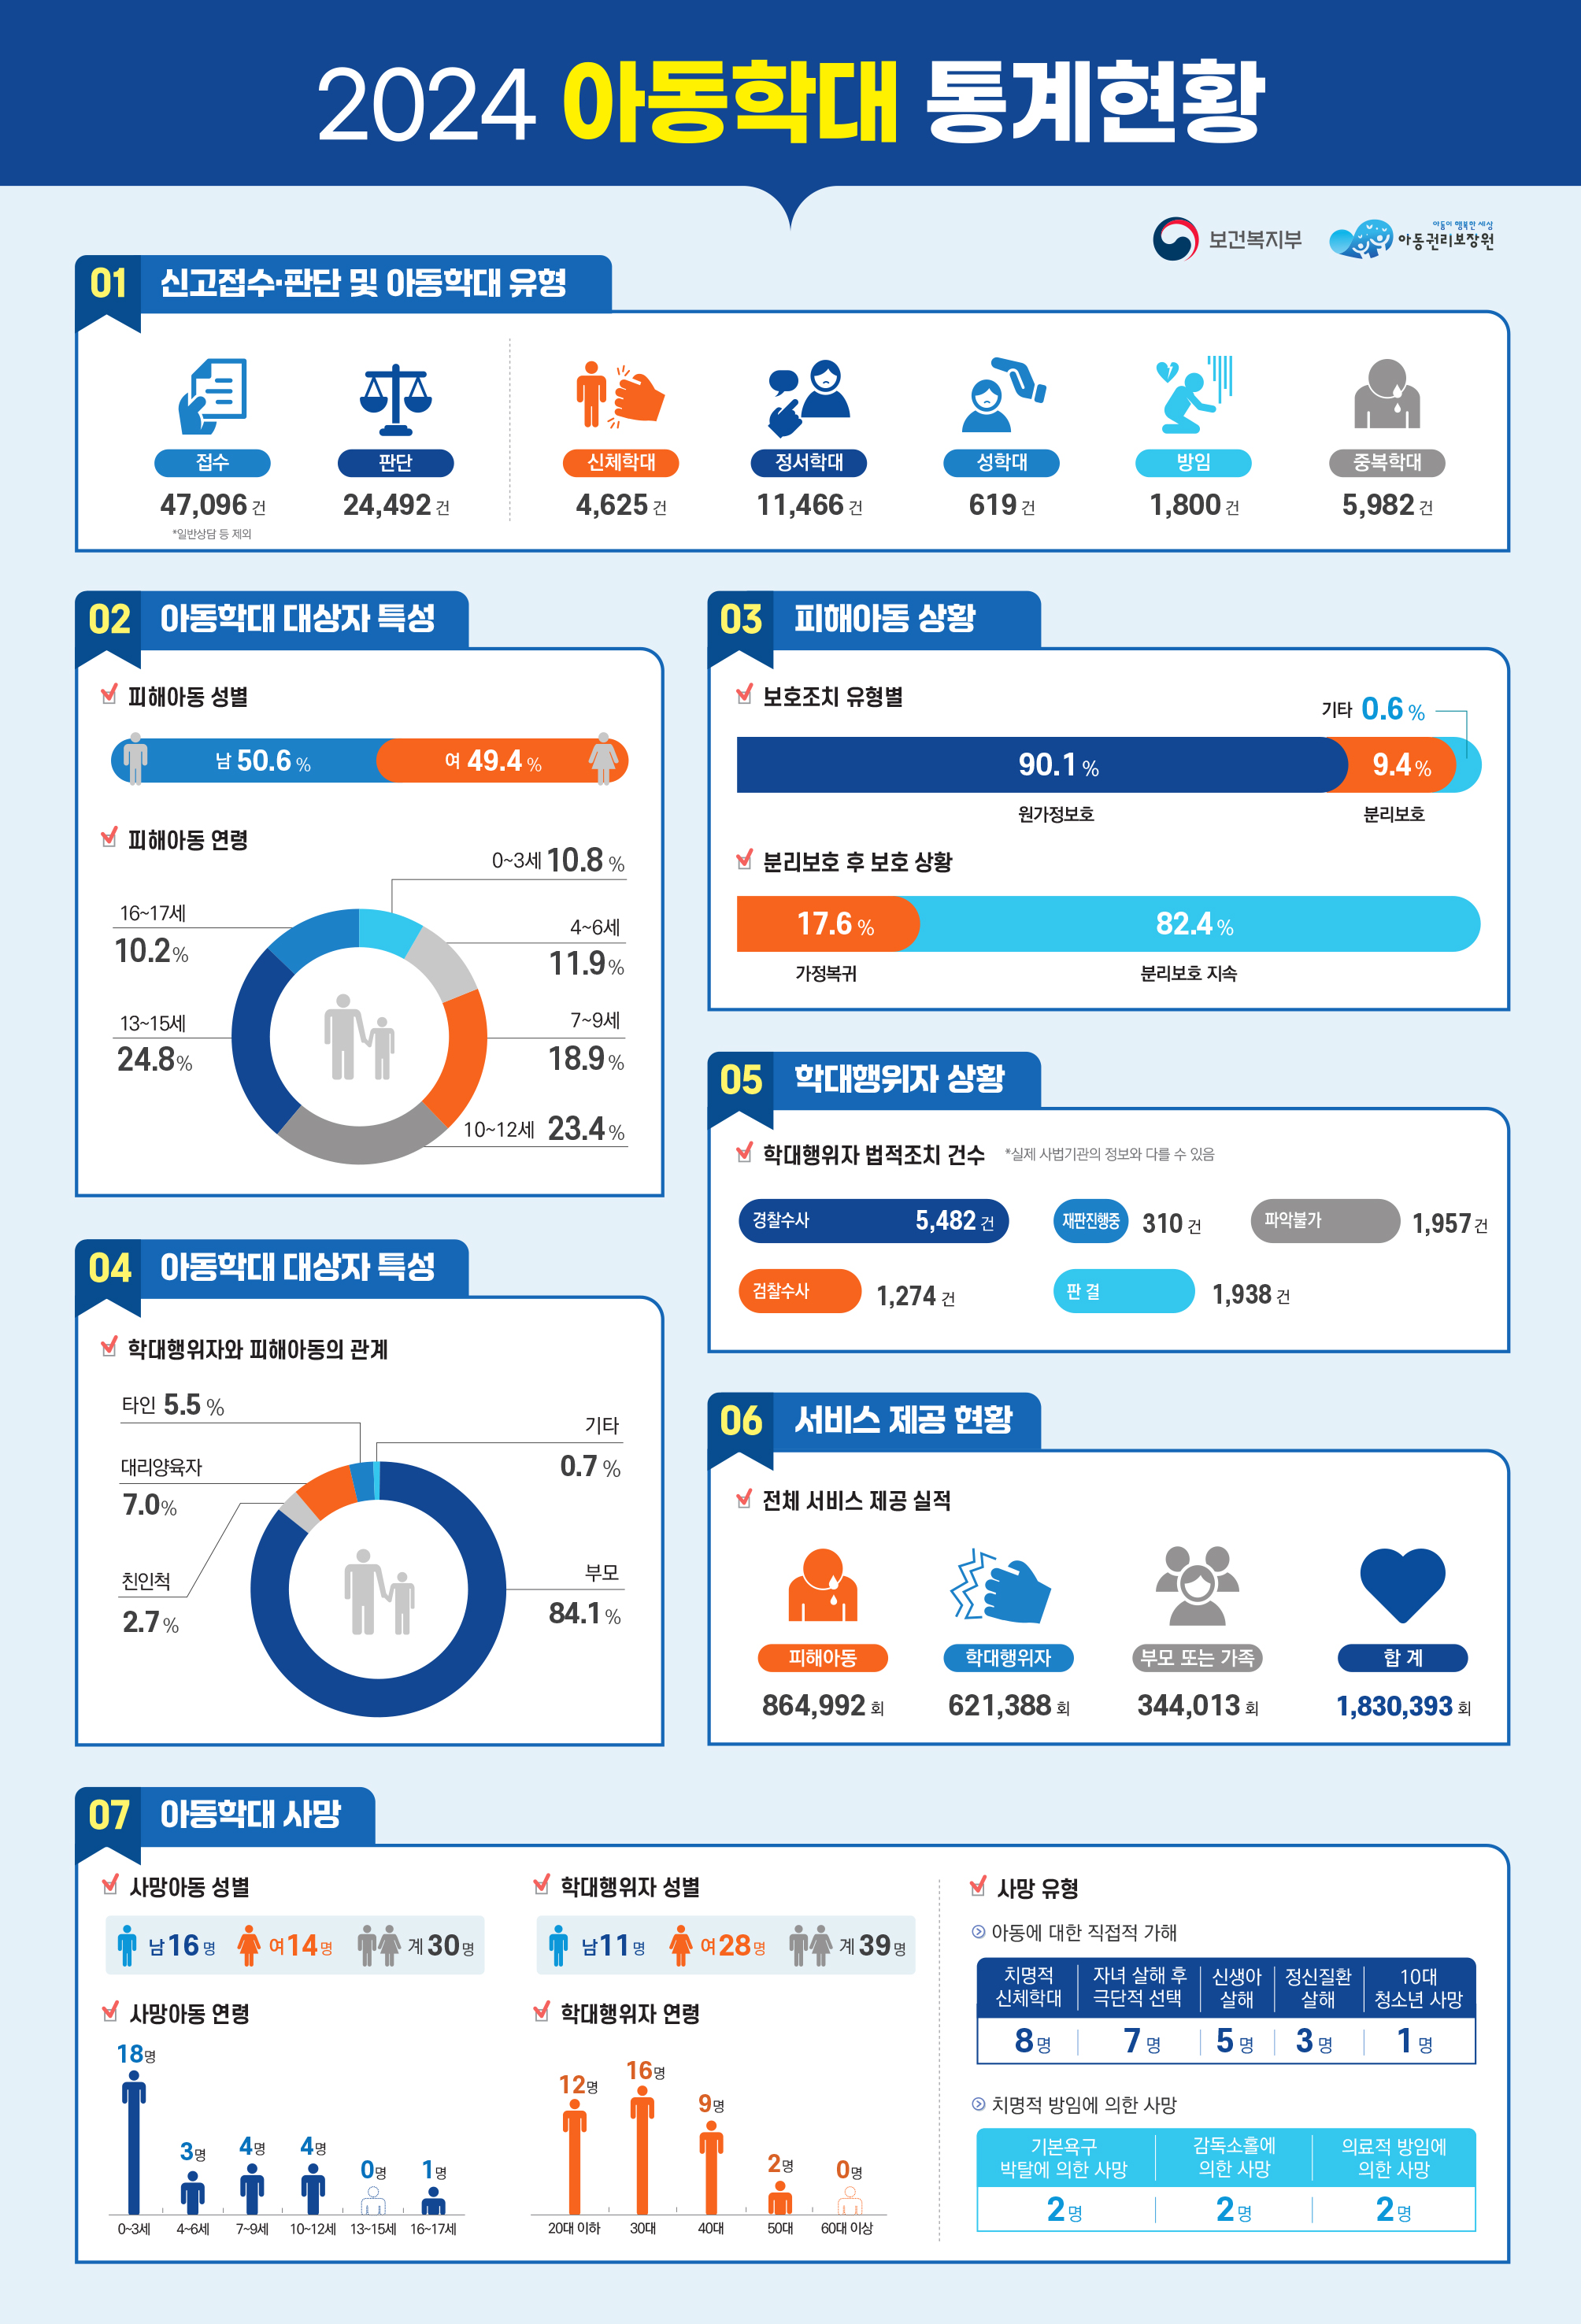 2024 아동학대 통계현황
보건복지부
아동이 행복한 세상
아동권리보장원
01 신고접수·판단 및 아동학대 유형
접수
47,096 건
*일반상담 등 제외
판단
24,492 건
신체학대
4,625 건
정서학대
11,466 건
성학대
619 건
방임
1,800 건
중복학대
5,982 건
02 아동학대 대상자 특성
피해아동 성별
남 50.6 %
여 49.4 %
피해아동 연령
0~3세 10.8 %
4~6세
11.9 %
7~9세
18.9 %
10~12세 23.4 %
13~15세
24.8 %
16~17세
10.2 %
03 피해아동 상황
보호조치 유형별
기타 0.6 %
90.1 %
9.4 %
원가정보호
분리보호
분리보호 후 보호 상황
17.6 %
82.4 %
가정복귀
분리보호 지속
04 아동학대 대상자 특성
학대행위자와 피해아동의 관계
타인 5.5 %
기타
0.7 %
대리양육자
7.0 %
친인척
2.7 %
부모
84.1 %
05 학대행위자 상황
학대행위자 법적조치 건수 *실제 사법기관의 정보와 다를 수 있음
경찰수사 5,482 건
재판진행중 310 건
파악불가 1,957 건
검찰수사 1,274 건
판 결 1,938 건
06 서비스 제공 현황
전체 서비스 제공 실적
피해아동
864,992 회
학대행위자
621,388 회
부모 또는 가족
344,013 회
합 계
1,830,393 회
07 아동학대 사망
사망아동 성별
남 16 명 여 14 명 계 30 명
사망아동 연령
18명
3명
4명
4명
0명
1명
0~3세 4~6세 7~9세 10~12세 13~15세 16~17세
학대행위자 성별
남 11 명 여 28 명 계 39 명
학대행위자 연령
12명
16명
9명
2명
0명
20대 이하 30대 40대 50대 60대 이상
사망 유형
아동에 대한 직접적 가해
치명적
신체학대
자녀 살해 후
극단적 선택
신생아
살해
정신질환
살해
10대
청소년 사망
8 명 7 명 5 명 3 명 1 명
치명적 방임에 의한 사망
기본욕구
박탈에 의한 사망
감독소홀에
의한 사망
의료적 방임에
의한 사망
2 명 2 명 2 명